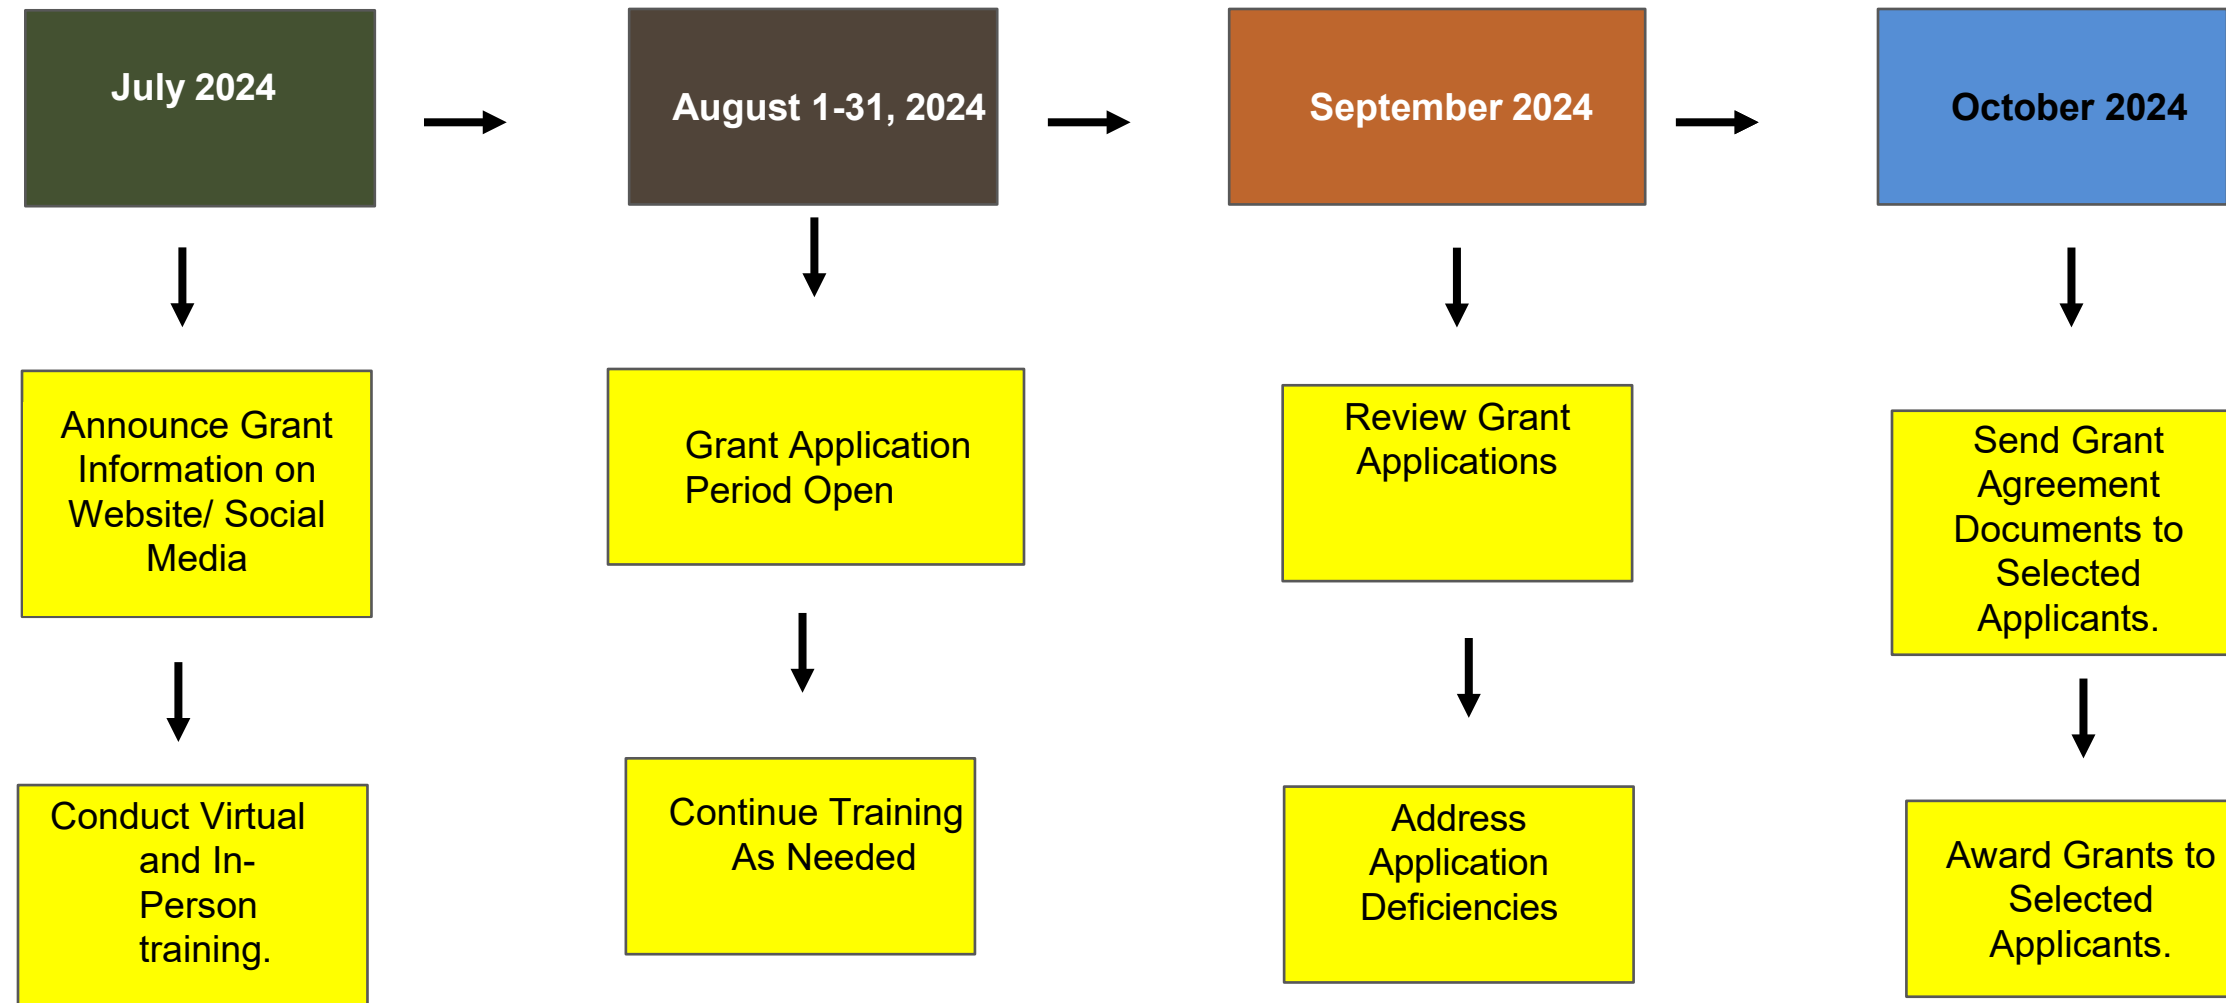 July 2024
August 1-31, 2024
September 2024
October 2024
Announce Grant
Information on
Website/ Social
Media
Grant Application
Period Open
Review Grant
Applications
Send Grant
Agreement
Documents to
Selected
Applicants.
Conduct Virtual
and In-
Person
training.
Continue Training
As Needed
Address
Application
Deficiencies
Award Grants to
Selected
Applicants.